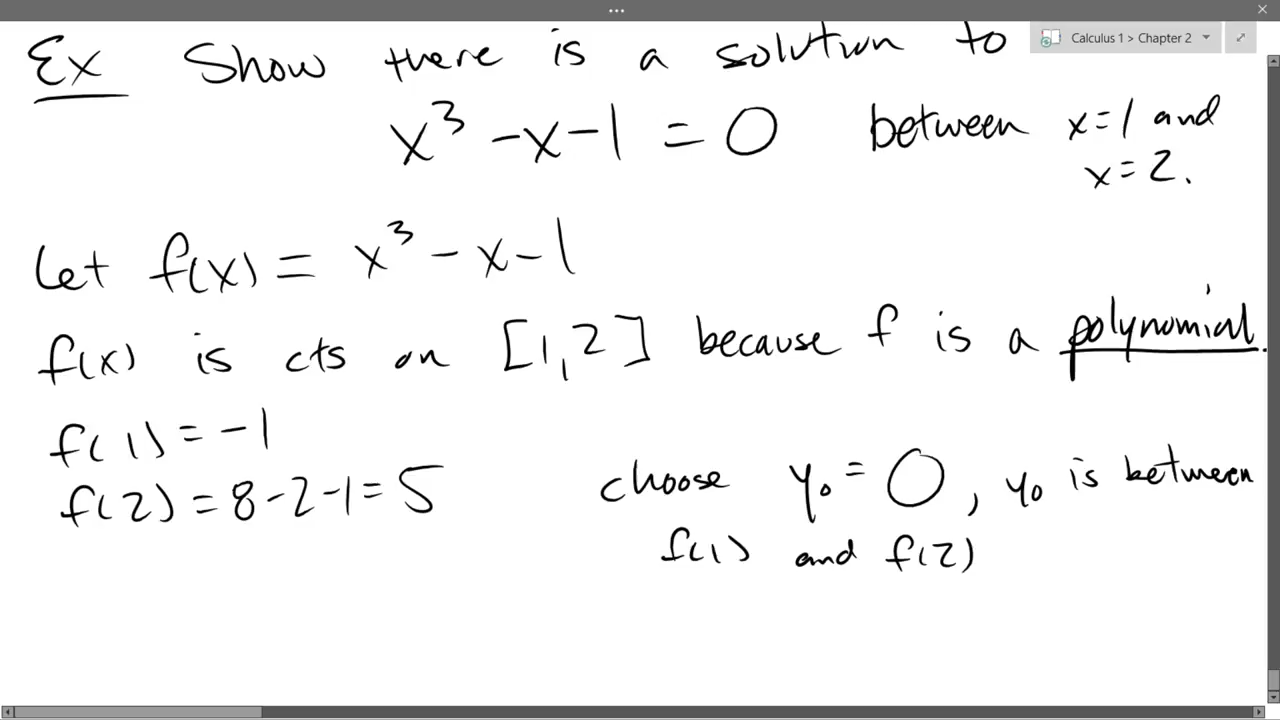 Ex Show there is a solution to
Calculus 1 > Chapter 2
x³ - x - 1 = 0 between x = 1 and
x = 2.
Let f(x) = x³ - x - 1
f(x) is cts on [1, 2] because f is a polynomial.
f(1) = -1
f(2) = 8 - 2 - 1 = 5
choose y₀ = 0, y₀ is between
f(1) and f(2)